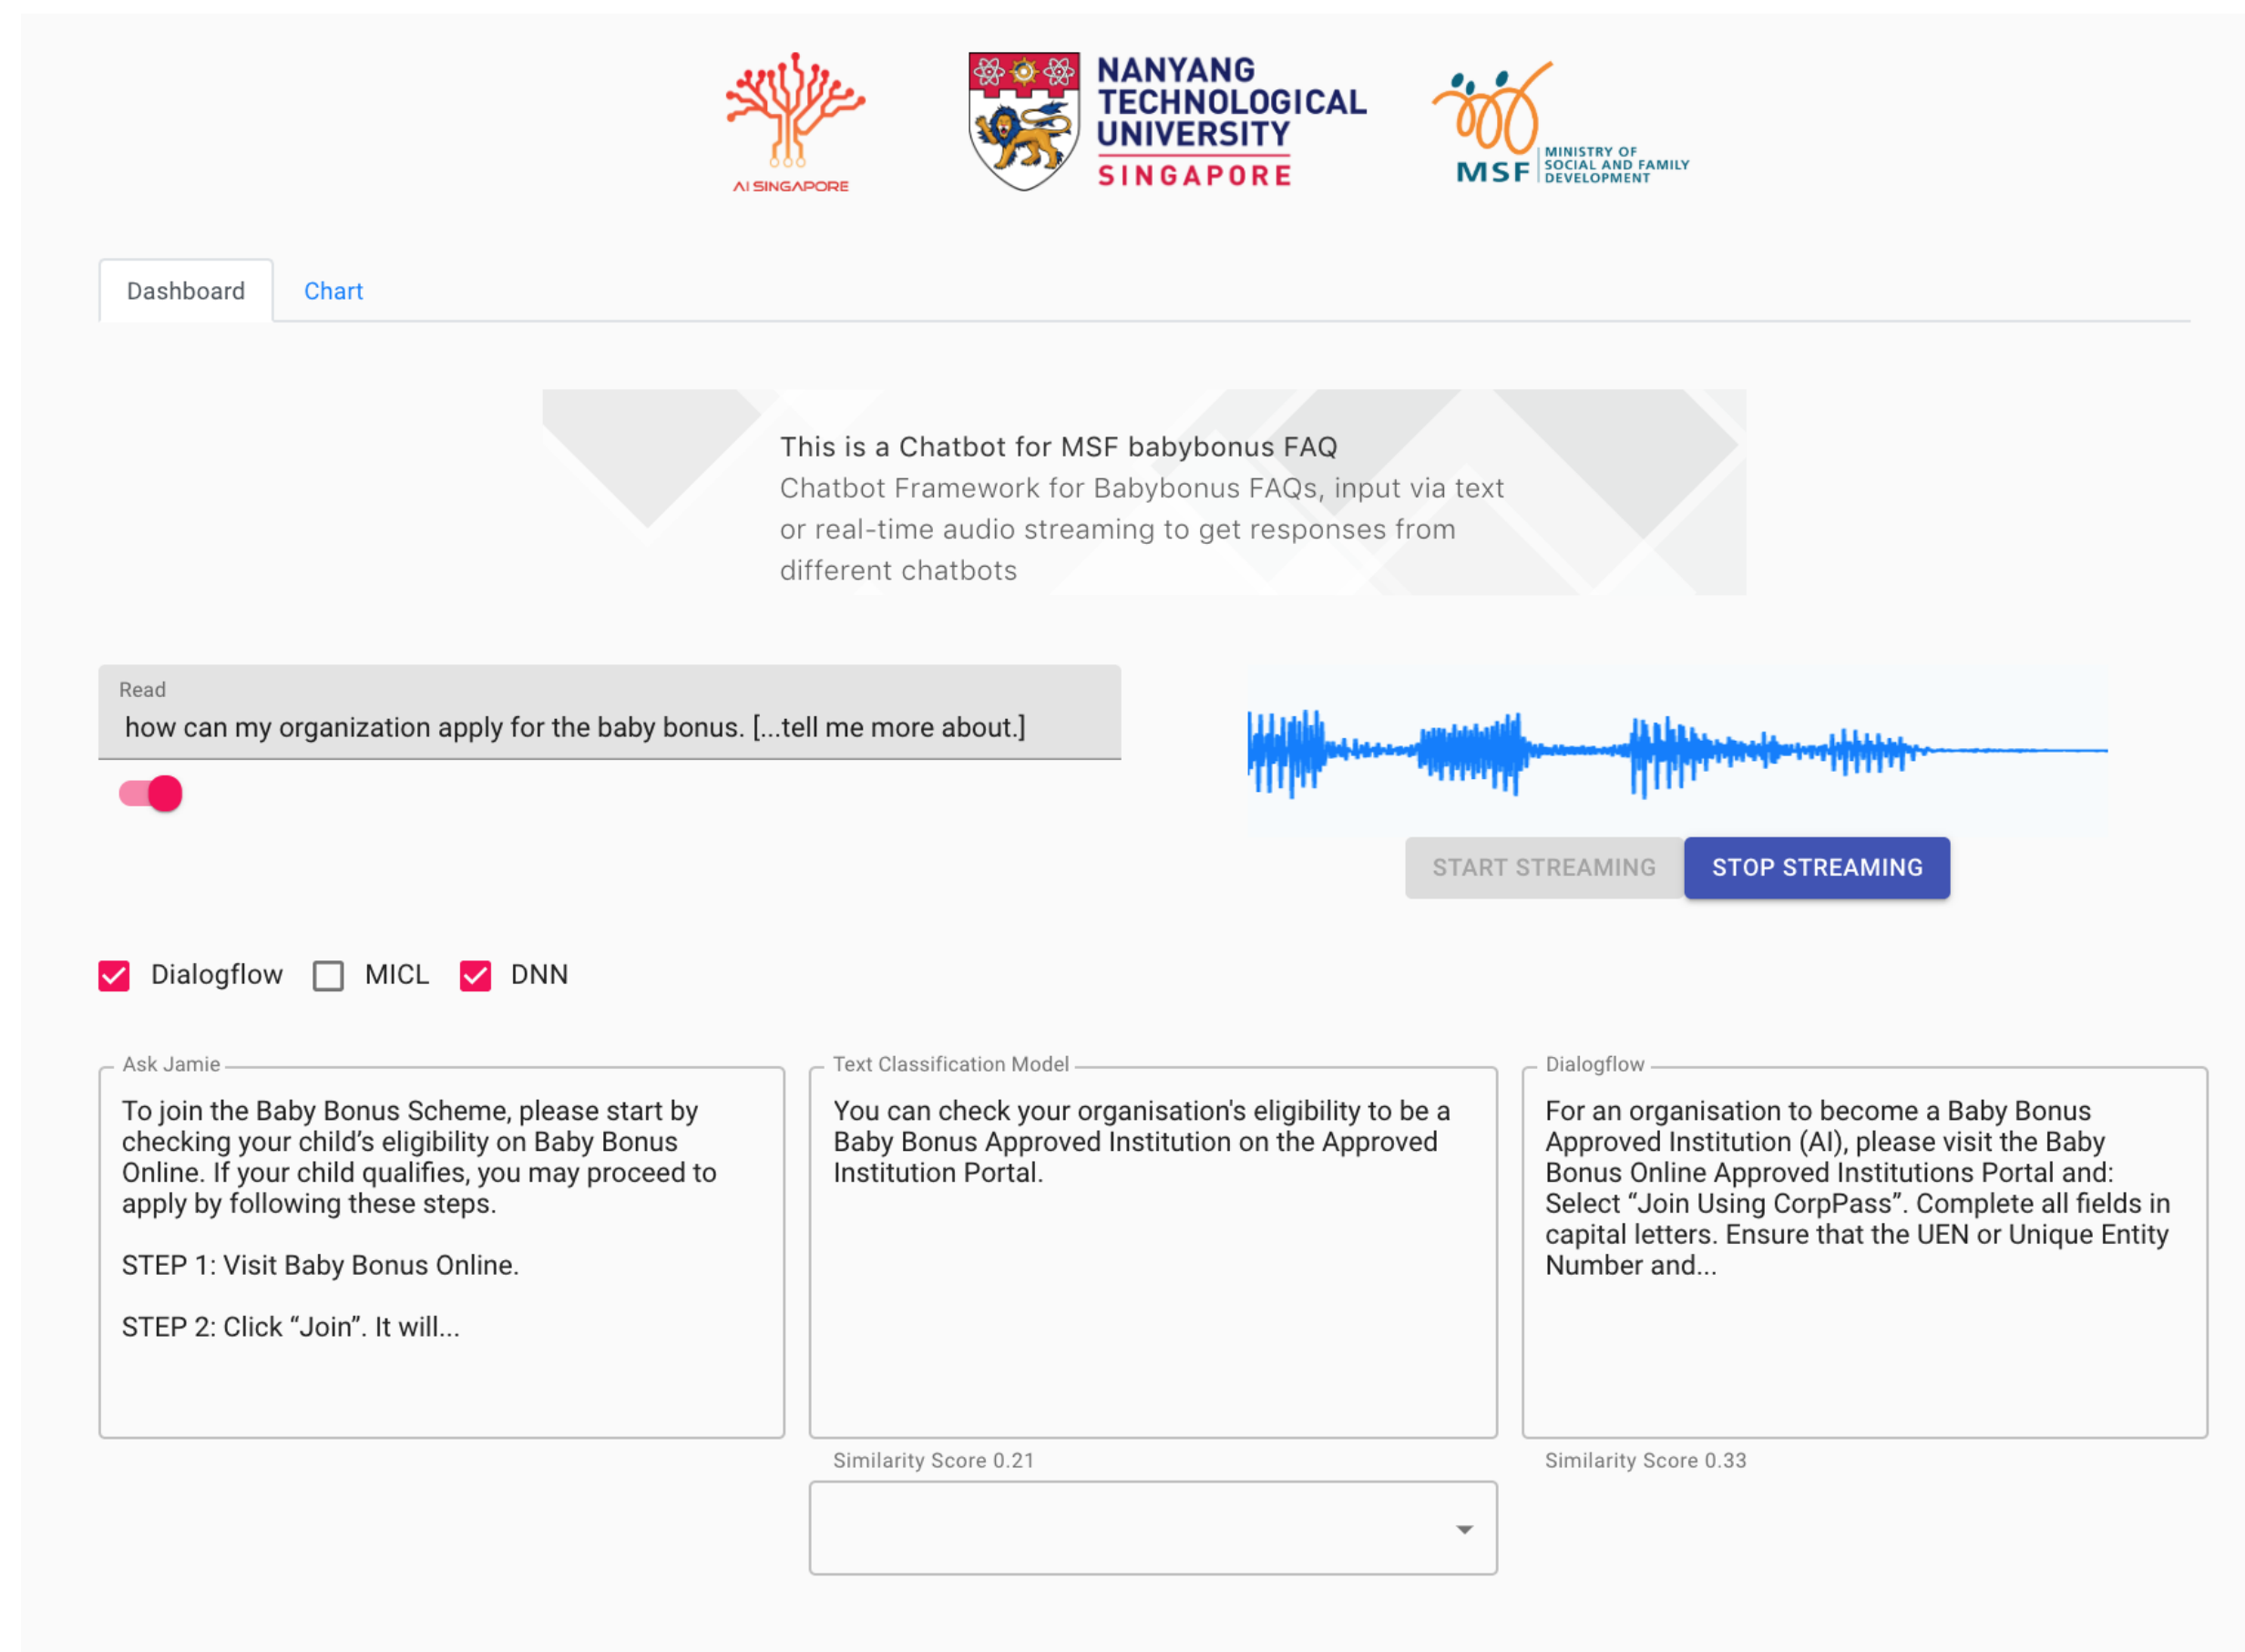 AI SINGAPORE
NANYANG
TECHNOLOGICAL
UNIVERSITY
SINGAPORE
MSF
MINISTRY OF
SOCIAL AND FAMILY
DEVELOPMENT
Dashboard
Chart
This is a Chatbot for MSF babybonus FAQ
Chatbot Framework for Babybonus FAQs, input via text
or real-time audio streaming to get responses from
different chatbots
Read
how can my organization apply for the baby bonus. [...tell me more about.]
START STREAMING
STOP STREAMING
Dialogflow
MICL
DNN
Ask Jamie
To join the Baby Bonus Scheme, please start by
checking your child’s eligibility on Baby Bonus
Online. If your child qualifies, you may proceed to
apply by following these steps.
STEP 1: Visit Baby Bonus Online.
STEP 2: Click “Join”. It will...
Text Classification Model
You can check your organisation's eligibility to be a
Baby Bonus Approved Institution on the Approved
Institution Portal.
Similarity Score 0.21
Dialogflow
For an organisation to become a Baby Bonus
Approved Institution (AI), please visit the Baby
Bonus Online Approved Institutions Portal and:
Select “Join Using CorpPass”. Complete all fields in
capital letters. Ensure that the UEN or Unique Entity
Number and...
Similarity Score 0.33